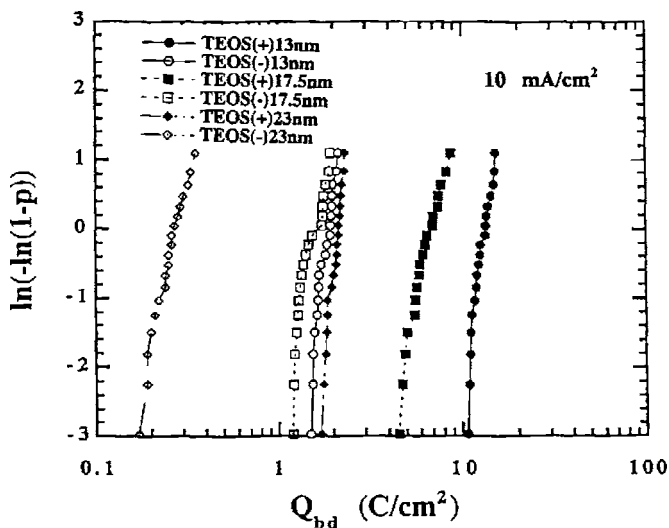 3
2
1
0
-1
-2
-3
ln(-ln(1-p))
TEOS(+)13nm
TEOS(-)13nm
TEOS(+)17.5nm
TEOS(-)17.5nm
TEOS(+)23nm
TEOS(-)23nm
10 mA/cm²
0.1 1 10 100
Q_bd (C/cm²)